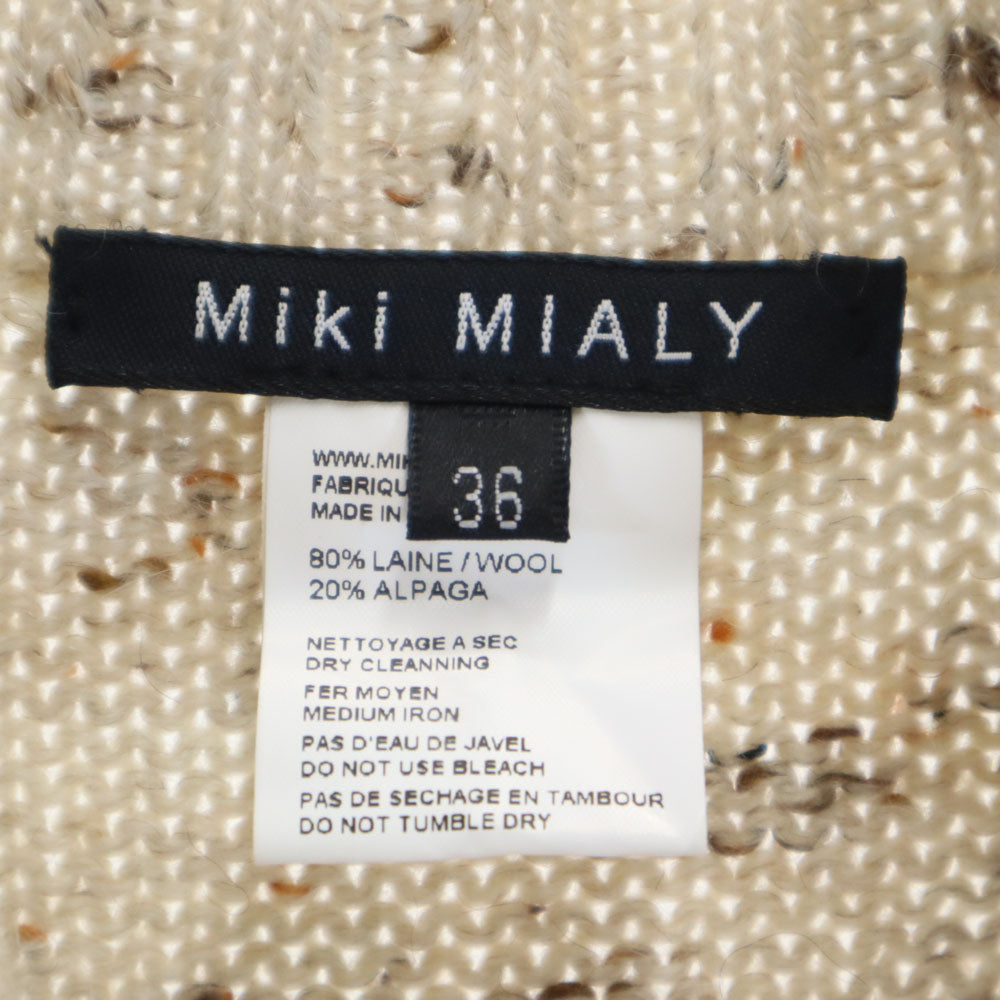 Miki MIALY
36
WWW.MI
FABRIQU
MADE IN
80% LAINE / WOOL
20% ALPAGA
NETTOYAGE A SEC
DRY CLEANNING
FER MOYEN
MEDIUM IRON
PAS D'EAU DE JAVEL
DO NOT USE BLEACH
PAS DE SECHAGE EN TAMBOUR
DO NOT TUMBLE DRY